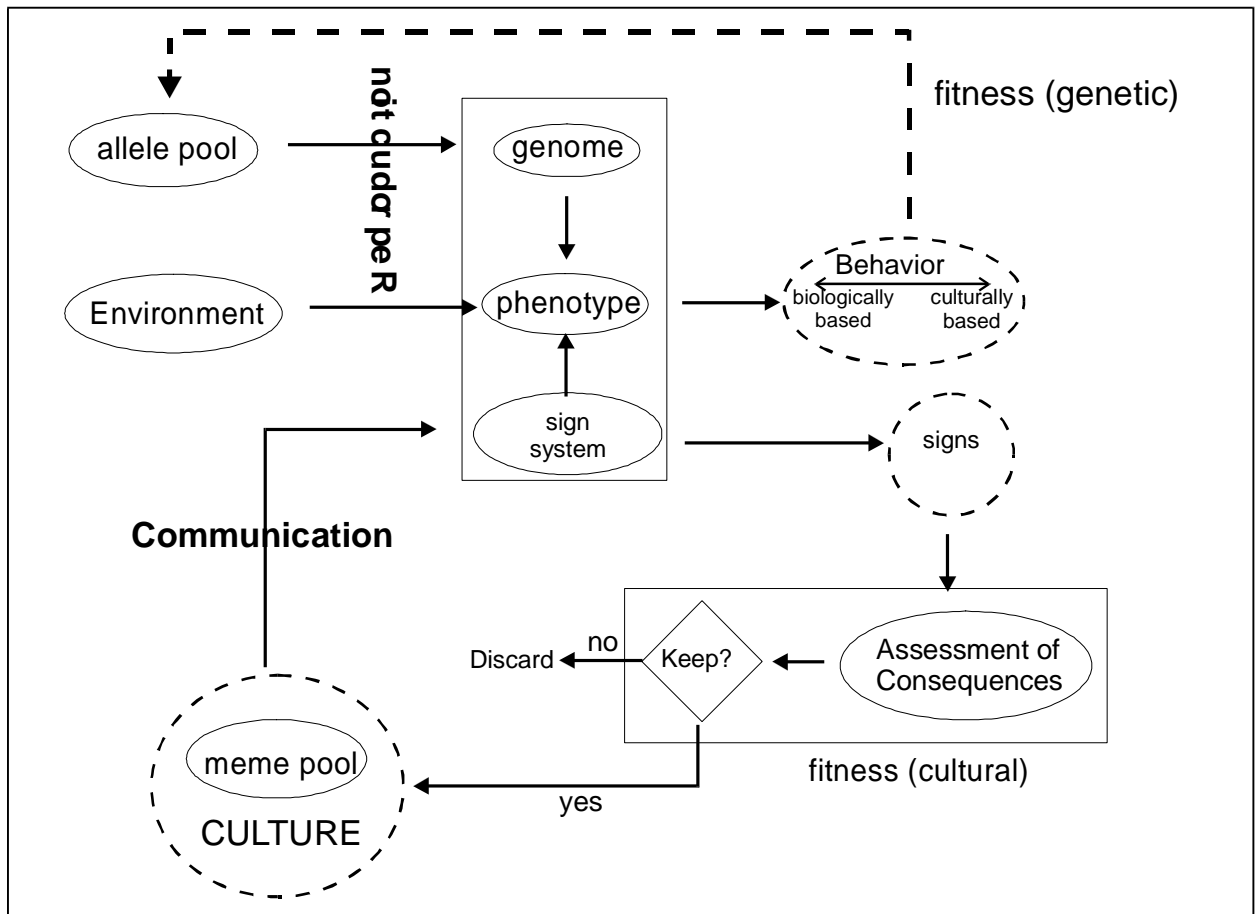 fitness (genetic)
allele pool
Reproduction
genome
Environment
phenotype
Behavior
biologically
based
culturally
based
sign
system
signs
Communication
Discard
no
Keep?
Assessment of
Consequences
meme pool
CULTURE
yes
fitness (cultural)